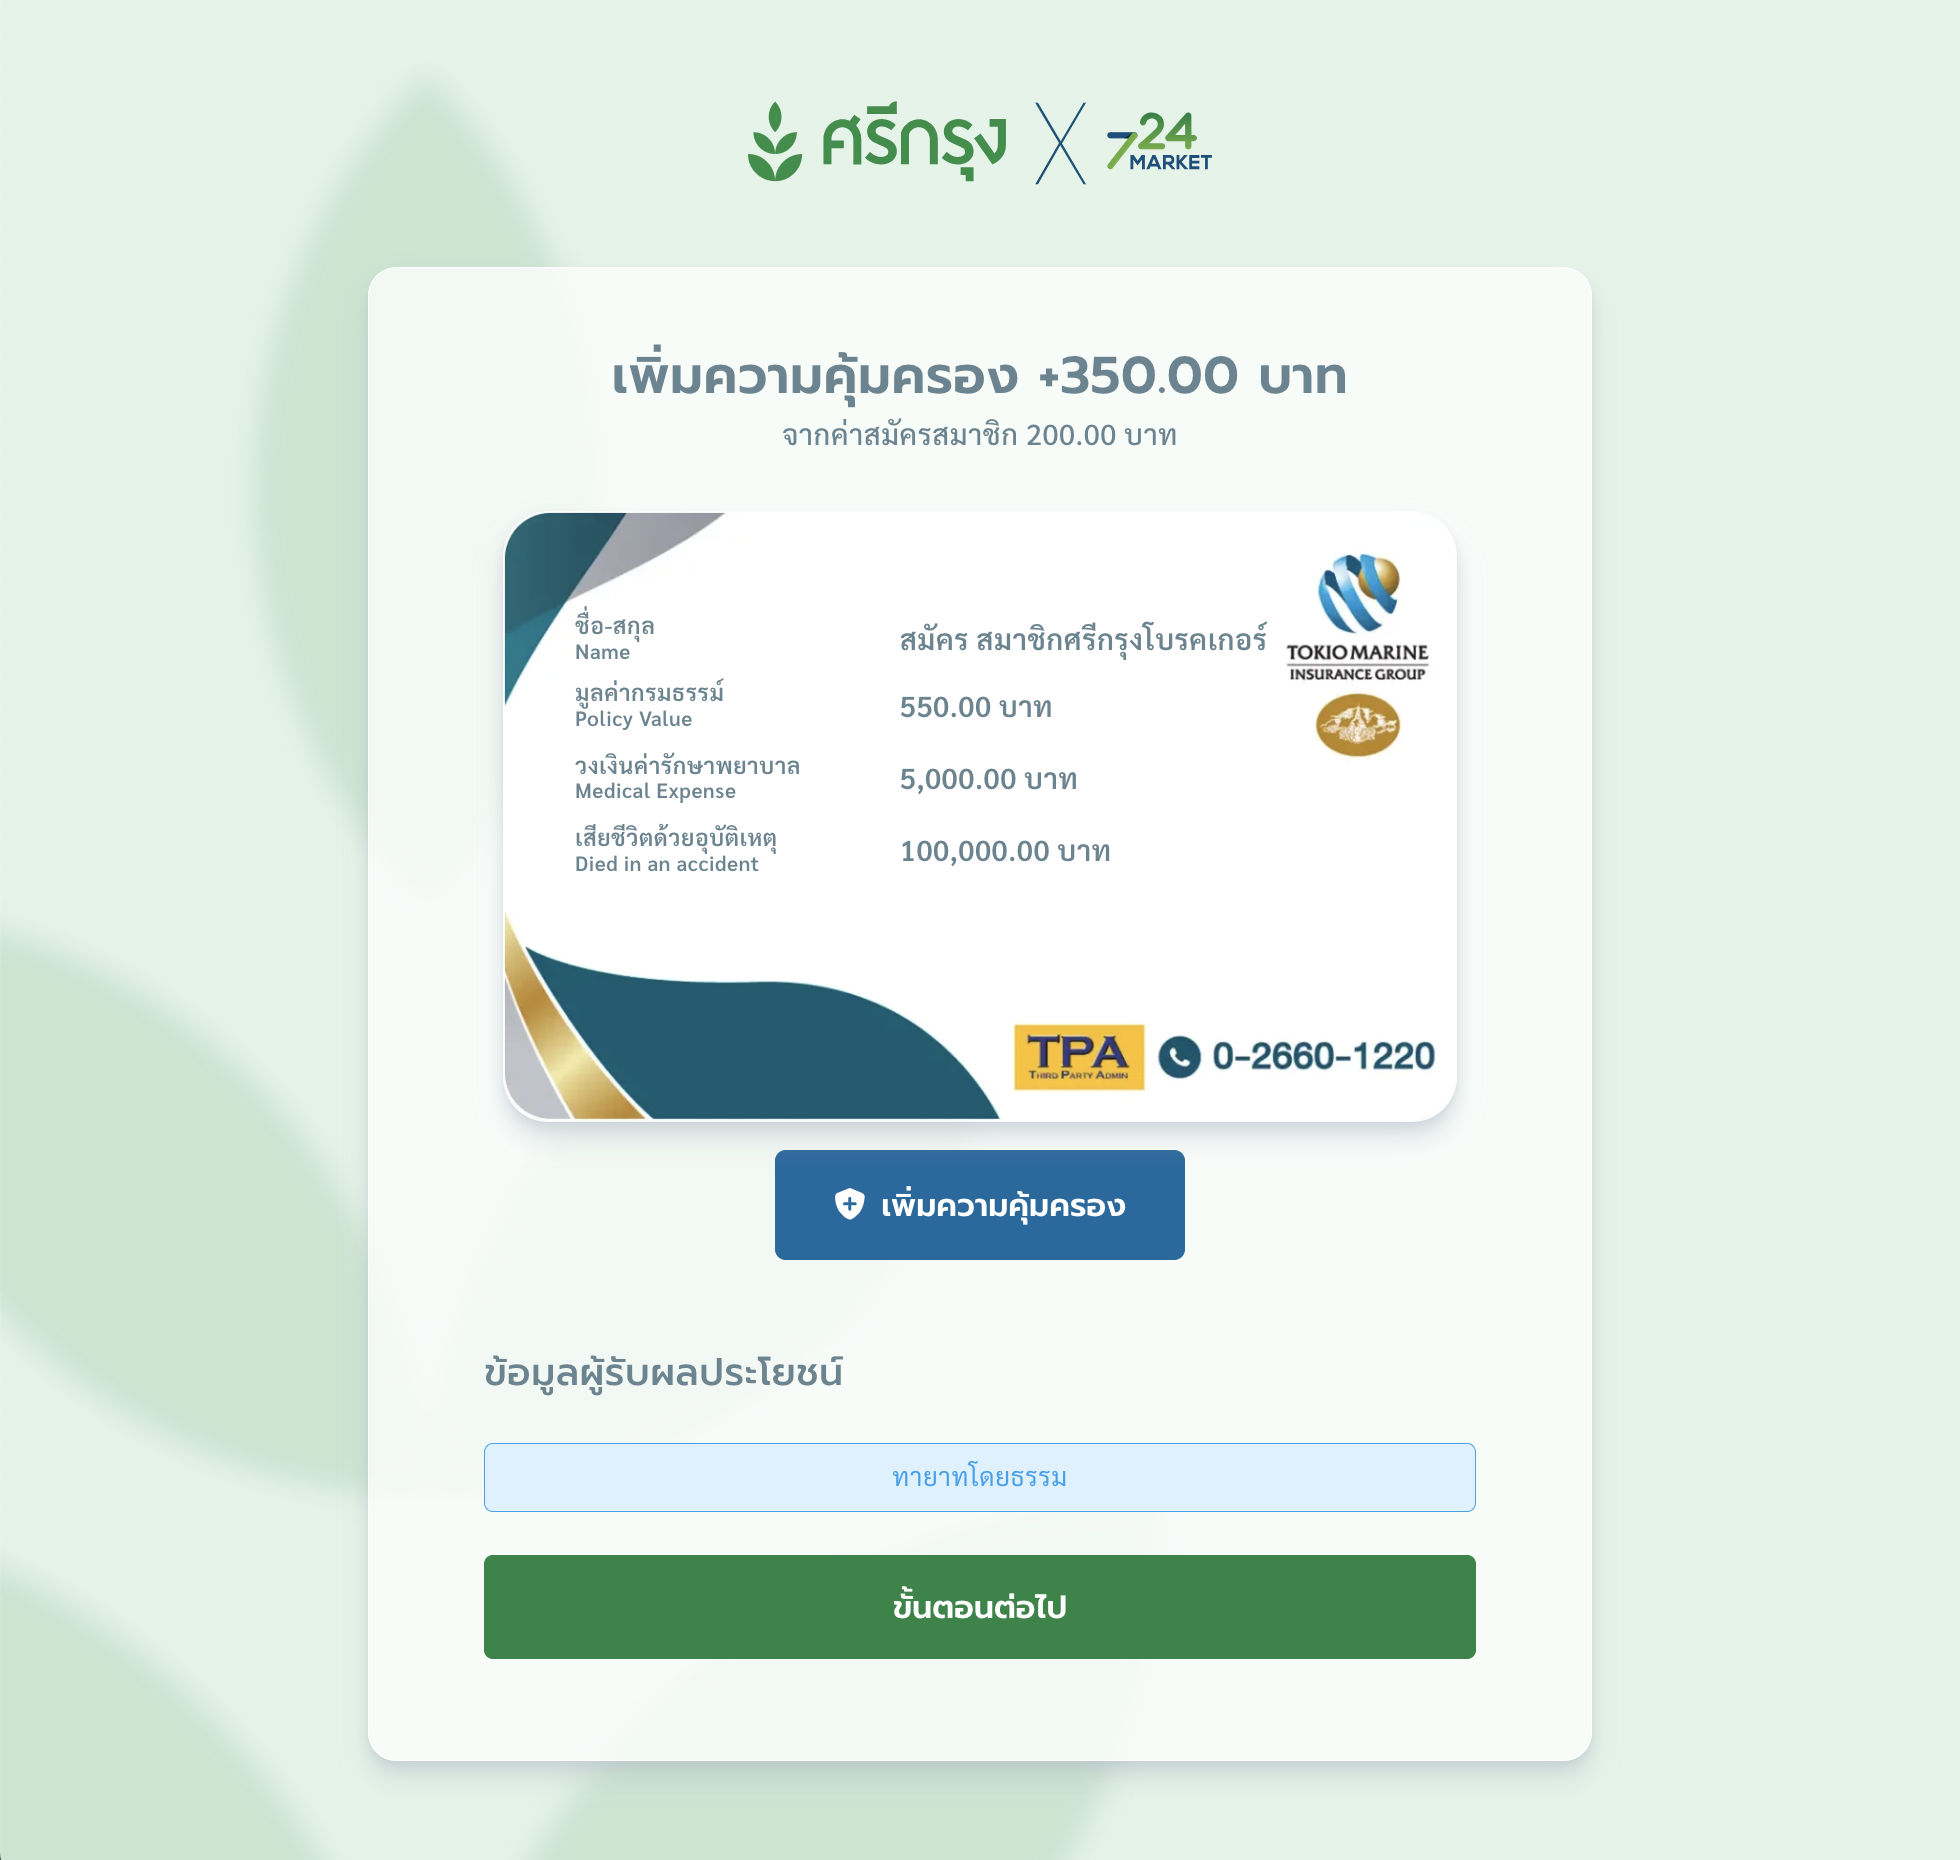 ศรีกรุง
724
MARKET
เพิ่มความคุ้มครอง +350.00 บาท
จากค่าสมัครสมาชิก 200.00 บาท
ชื่อ-สกุล
Name
สมัคร สมาชิกศรีกรุงโบรคเกอร์
TOKIO MARINE
INSURANCE GROUP
มูลค่ากรมธรรม์
Policy Value
550.00 บาท
วงเงินค่ารักษาพยาบาล
Medical Expense
5,000.00 บาท
เสียชีวิตด้วยอุบัติเหตุ
Died in an accident
100,000.00 บาท
TPA
THIRD PARTY ADMIN
0-2660-1220
เพิ่มความคุ้มครอง
ข้อมูลผู้รับผลประโยชน์
ทายาทโดยธรรม
ขั้นตอนต่อไป